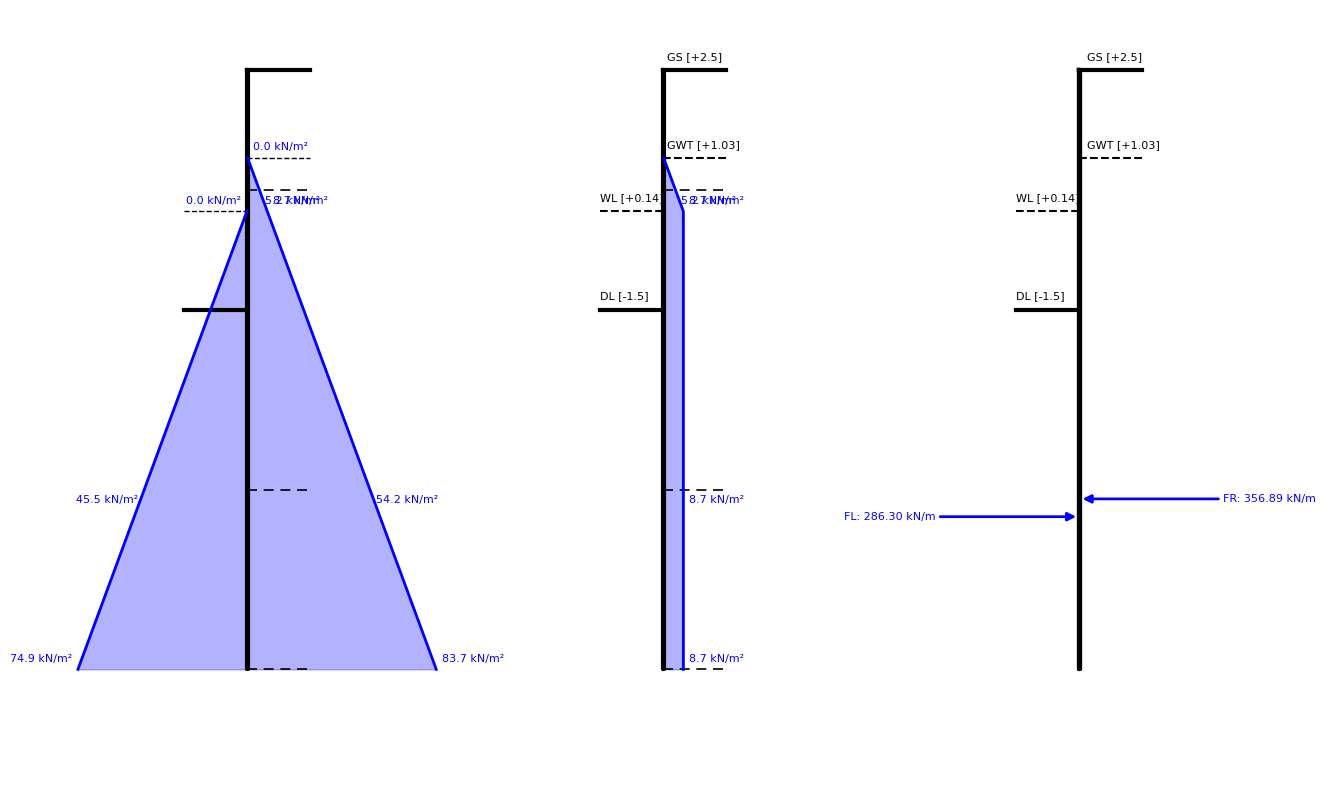 GS [+2.5]
GS [+2.5]
0.0 kN/m²
GWT [+1.03]
GWT [+1.03]
0.0 kN/m²
5.2 kN/m²
8.7 kN/m²
WL [+0.14]
5.2 kN/m²
8.7 kN/m²
WL [+0.14]
DL [-1.5]
DL [-1.5]
45.5 kN/m²
54.2 kN/m²
8.7 kN/m²
FR: 356.89 kN/m
FL: 286.30 kN/m
74.9 kN/m²
83.7 kN/m²
8.7 kN/m²